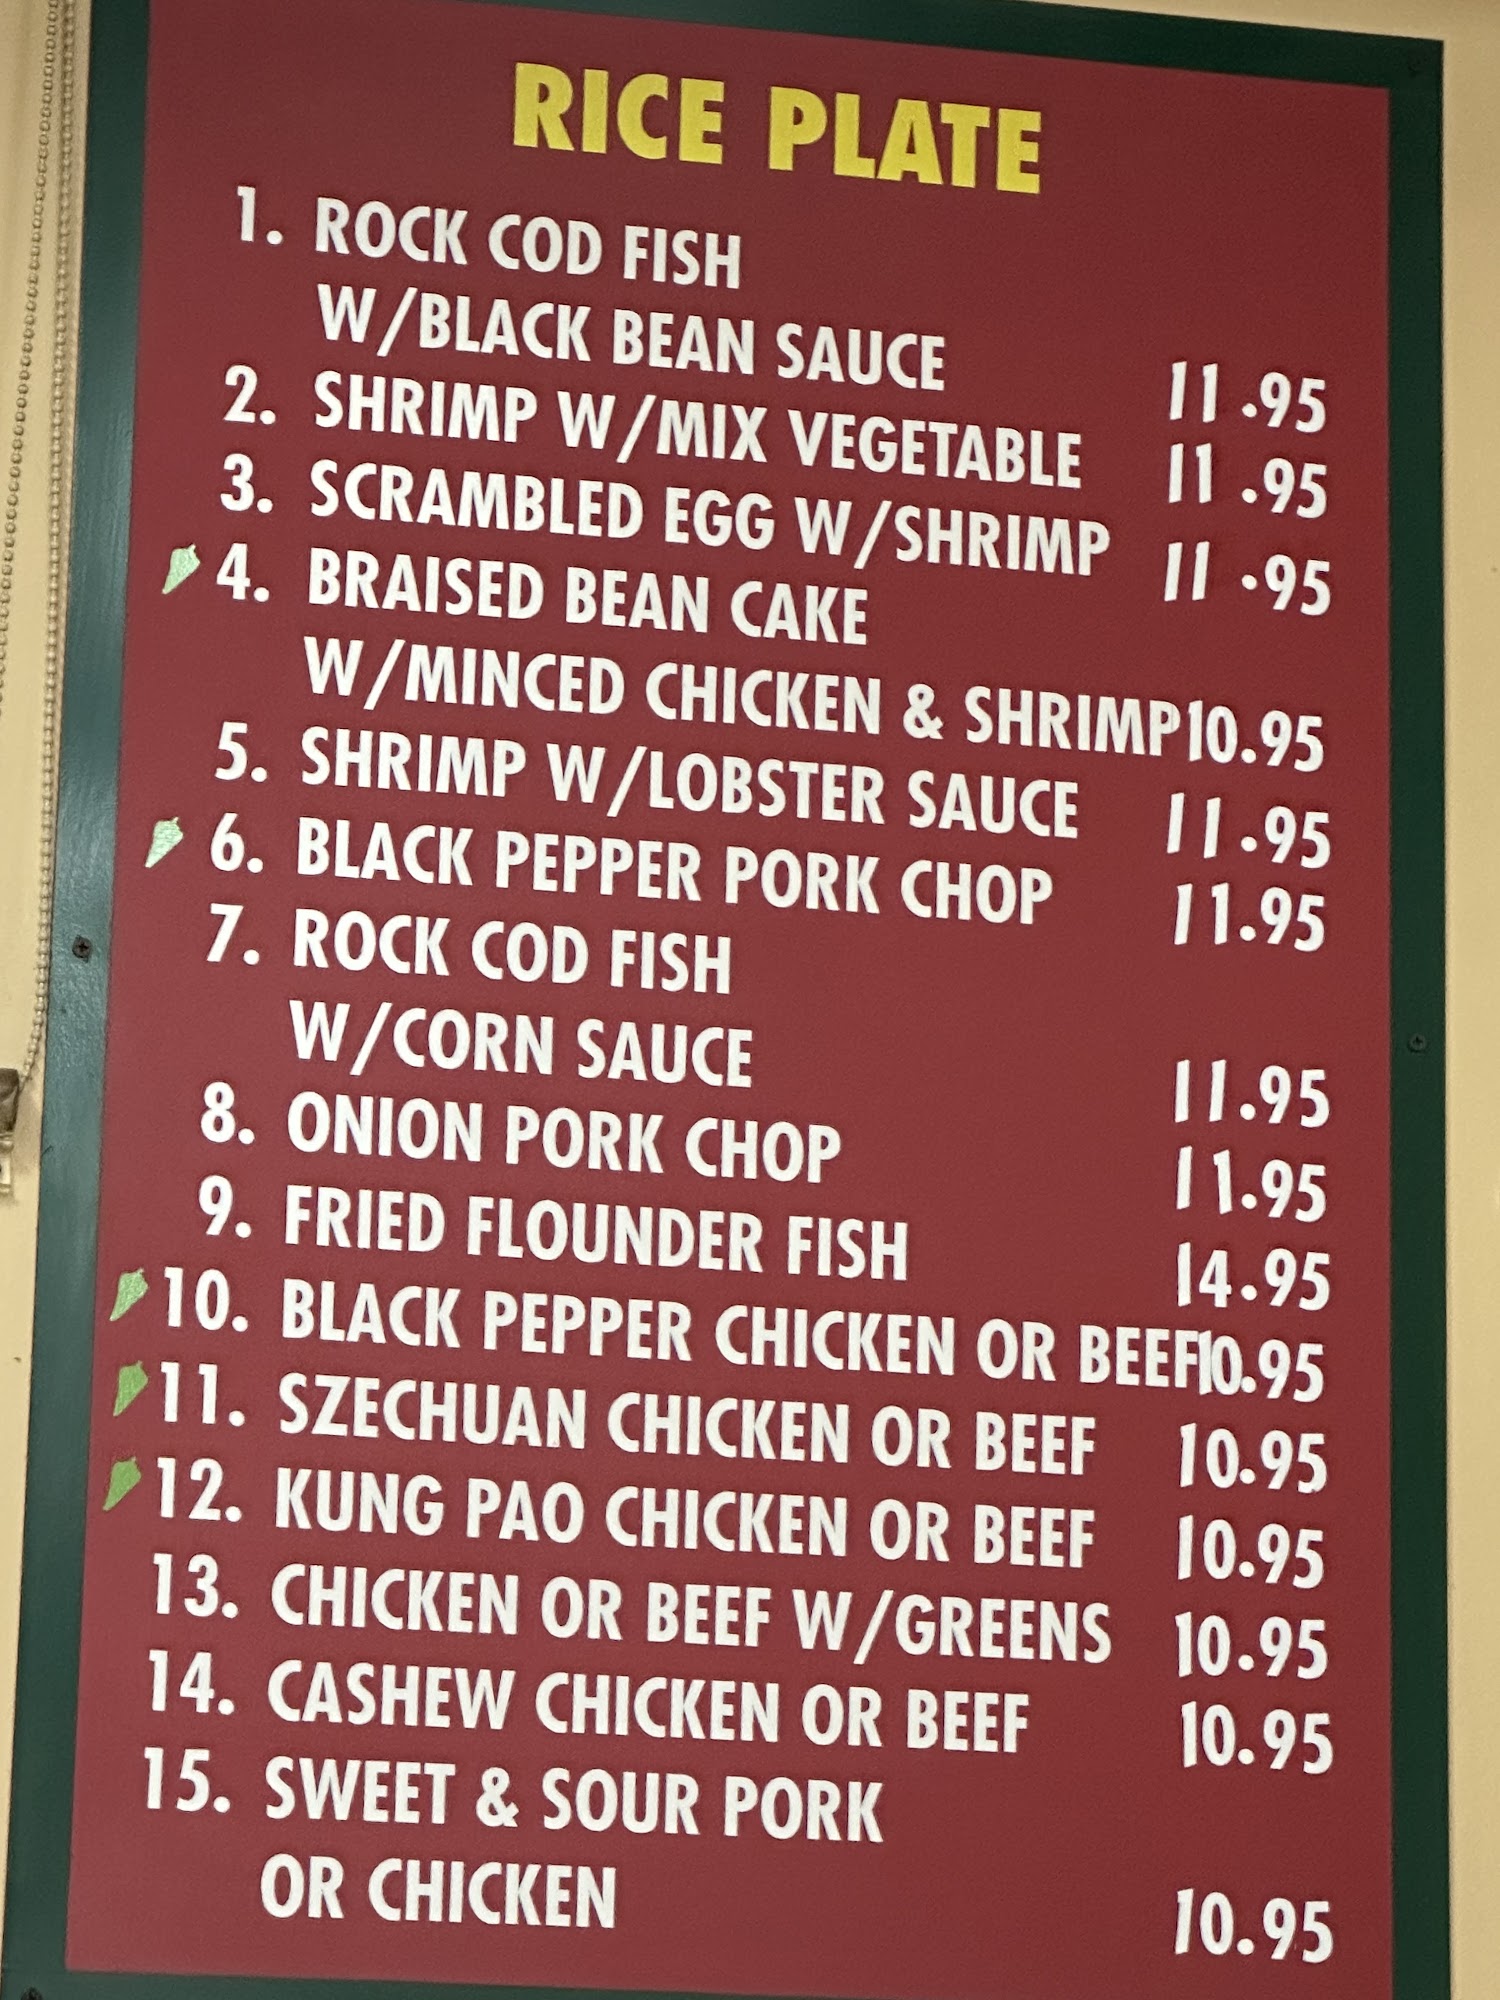 RICE PLATE
1. ROCK COD FISH
W/BLACK BEAN SAUCE 11.95
2. SHRIMP W/MIX VEGETABLE 11.95
3. SCRAMBLED EGG W/SHRIMP 11.95
4. BRAISED BEAN CAKE
W/MINCED CHICKEN & SHRIMP 10.95
5. SHRIMP W/LOBSTER SAUCE 11.95
6. BLACK PEPPER PORK CHOP 11.95
7. ROCK COD FISH
W/CORN SAUCE 11.95
8. ONION PORK CHOP 11.95
9. FRIED FLOUNDER FISH 14.95
10. BLACK PEPPER CHICKEN OR BEEF 10.95
11. SZECHUAN CHICKEN OR BEEF 10.95
12. KUNG PAO CHICKEN OR BEEF 10.95
13. CHICKEN OR BEEF W/GREENS 10.95
14. CASHEW CHICKEN OR BEEF 10.95
15. SWEET & SOUR PORK
OR CHICKEN 10.95